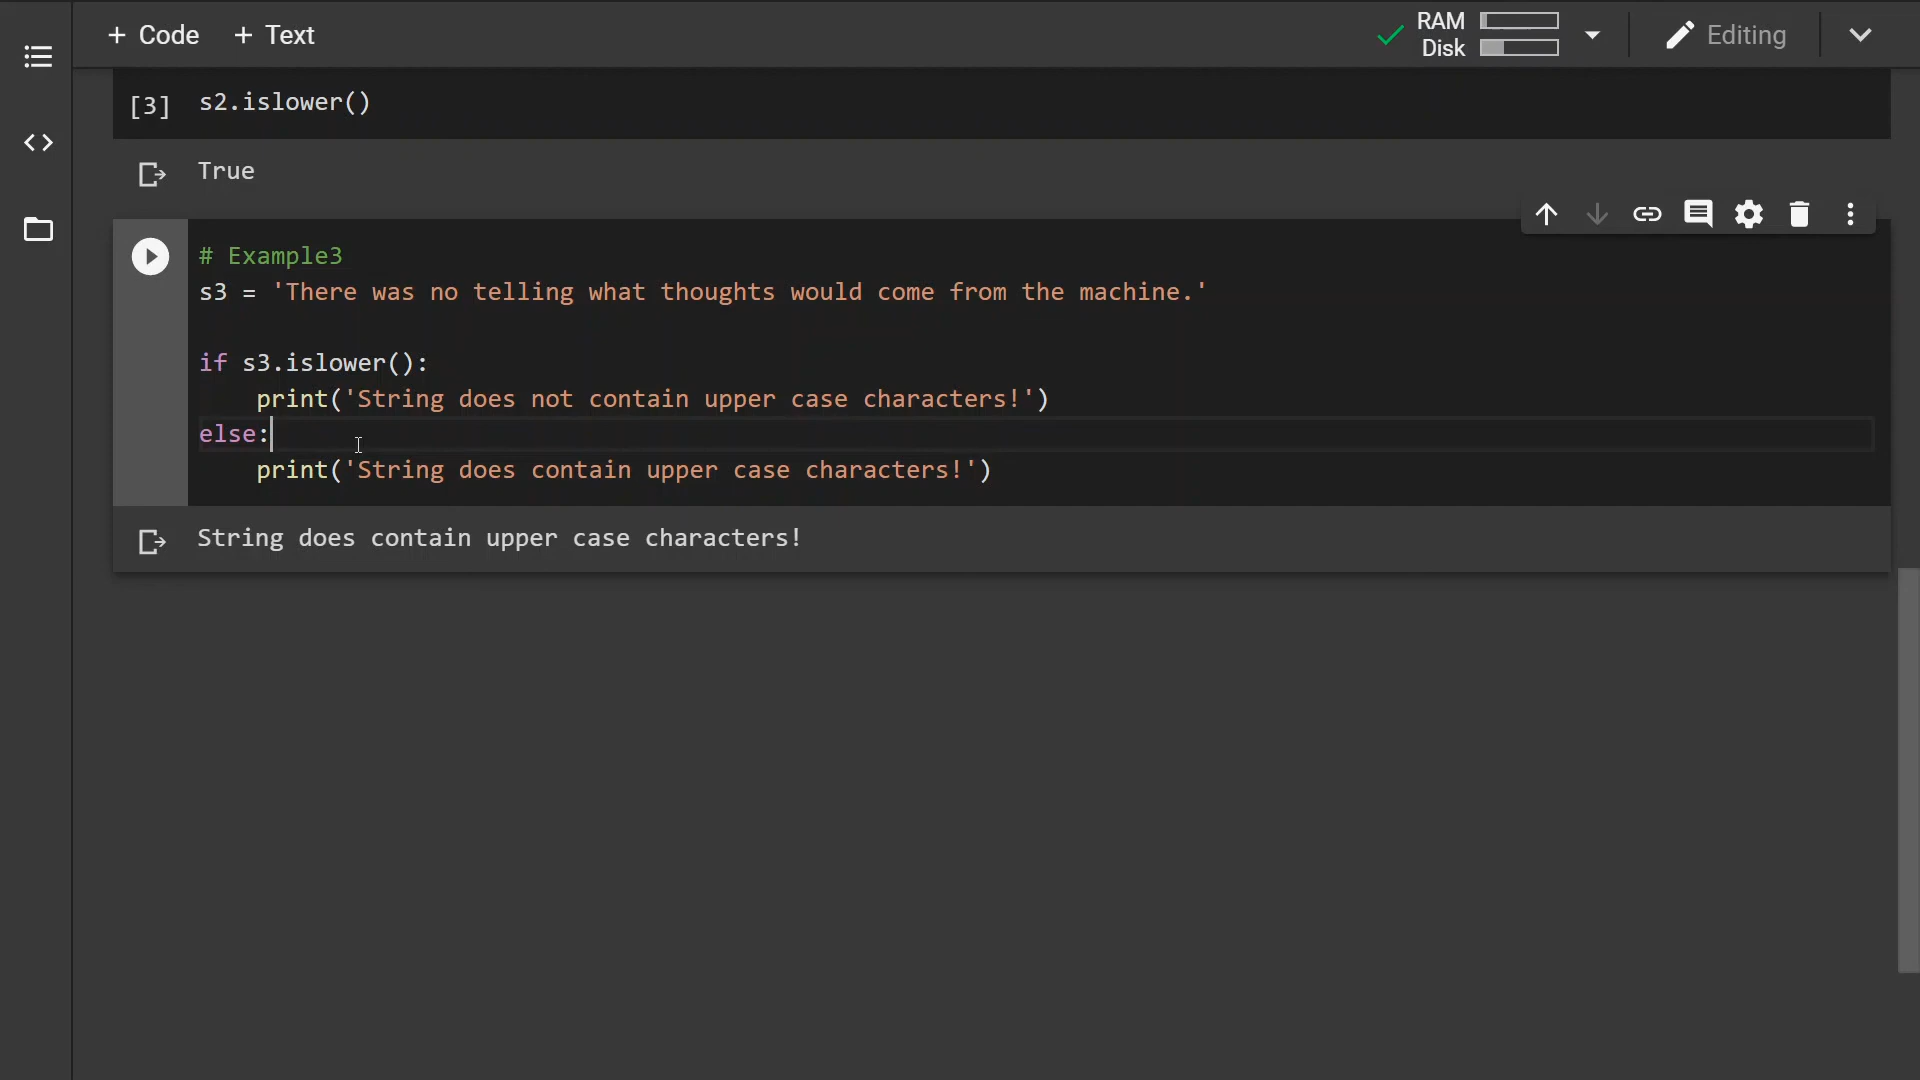 + Code + Text
RAM
Disk
Editing
[3] s2.islower()
True
# Example3
s3 = 'There was no telling what thoughts would come from the machine.'
if s3.islower():
print('String does not contain upper case characters!')
else:
print('String does contain upper case characters!')
String does contain upper case characters!